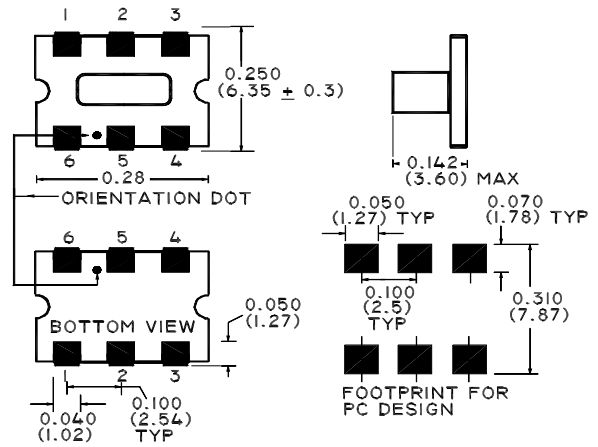 1 2 3
0.250
(6.35 ± 0.3)
6 5 4
0.28
ORIENTATION DOT
0.142
(3.60) MAX
0.050
(1.27) TYP
0.070
(1.78) TYP
6 5 4
0.100
(2.5)
TYP
0.310
(7.87)
BOTTOM VIEW
0.050
(1.27)
1 2 3
0.040
(1.02)
0.100
(2.54)
TYP
FOOTPRINT FOR
PC DESIGN